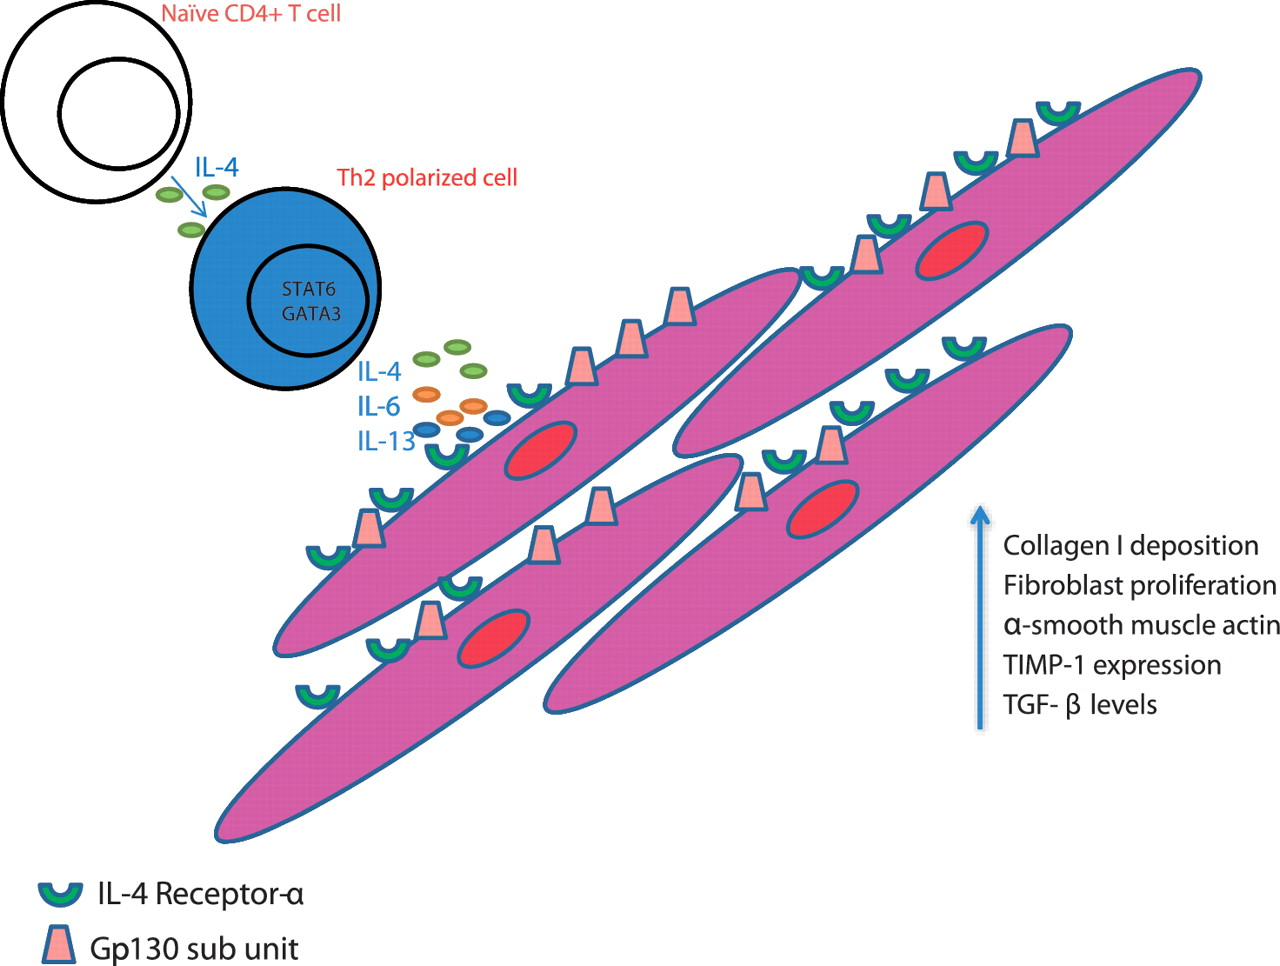 Naïve CD4+ T cell
IL-4
Th2 polarized cell
STAT6
GATA3
IL-4
IL-6
IL-13
Collagen I deposition
Fibroblast proliferation
α-smooth muscle actin
TIMP-1 expression
TGF- β levels
IL-4 Receptor-α
Gp130 sub unit